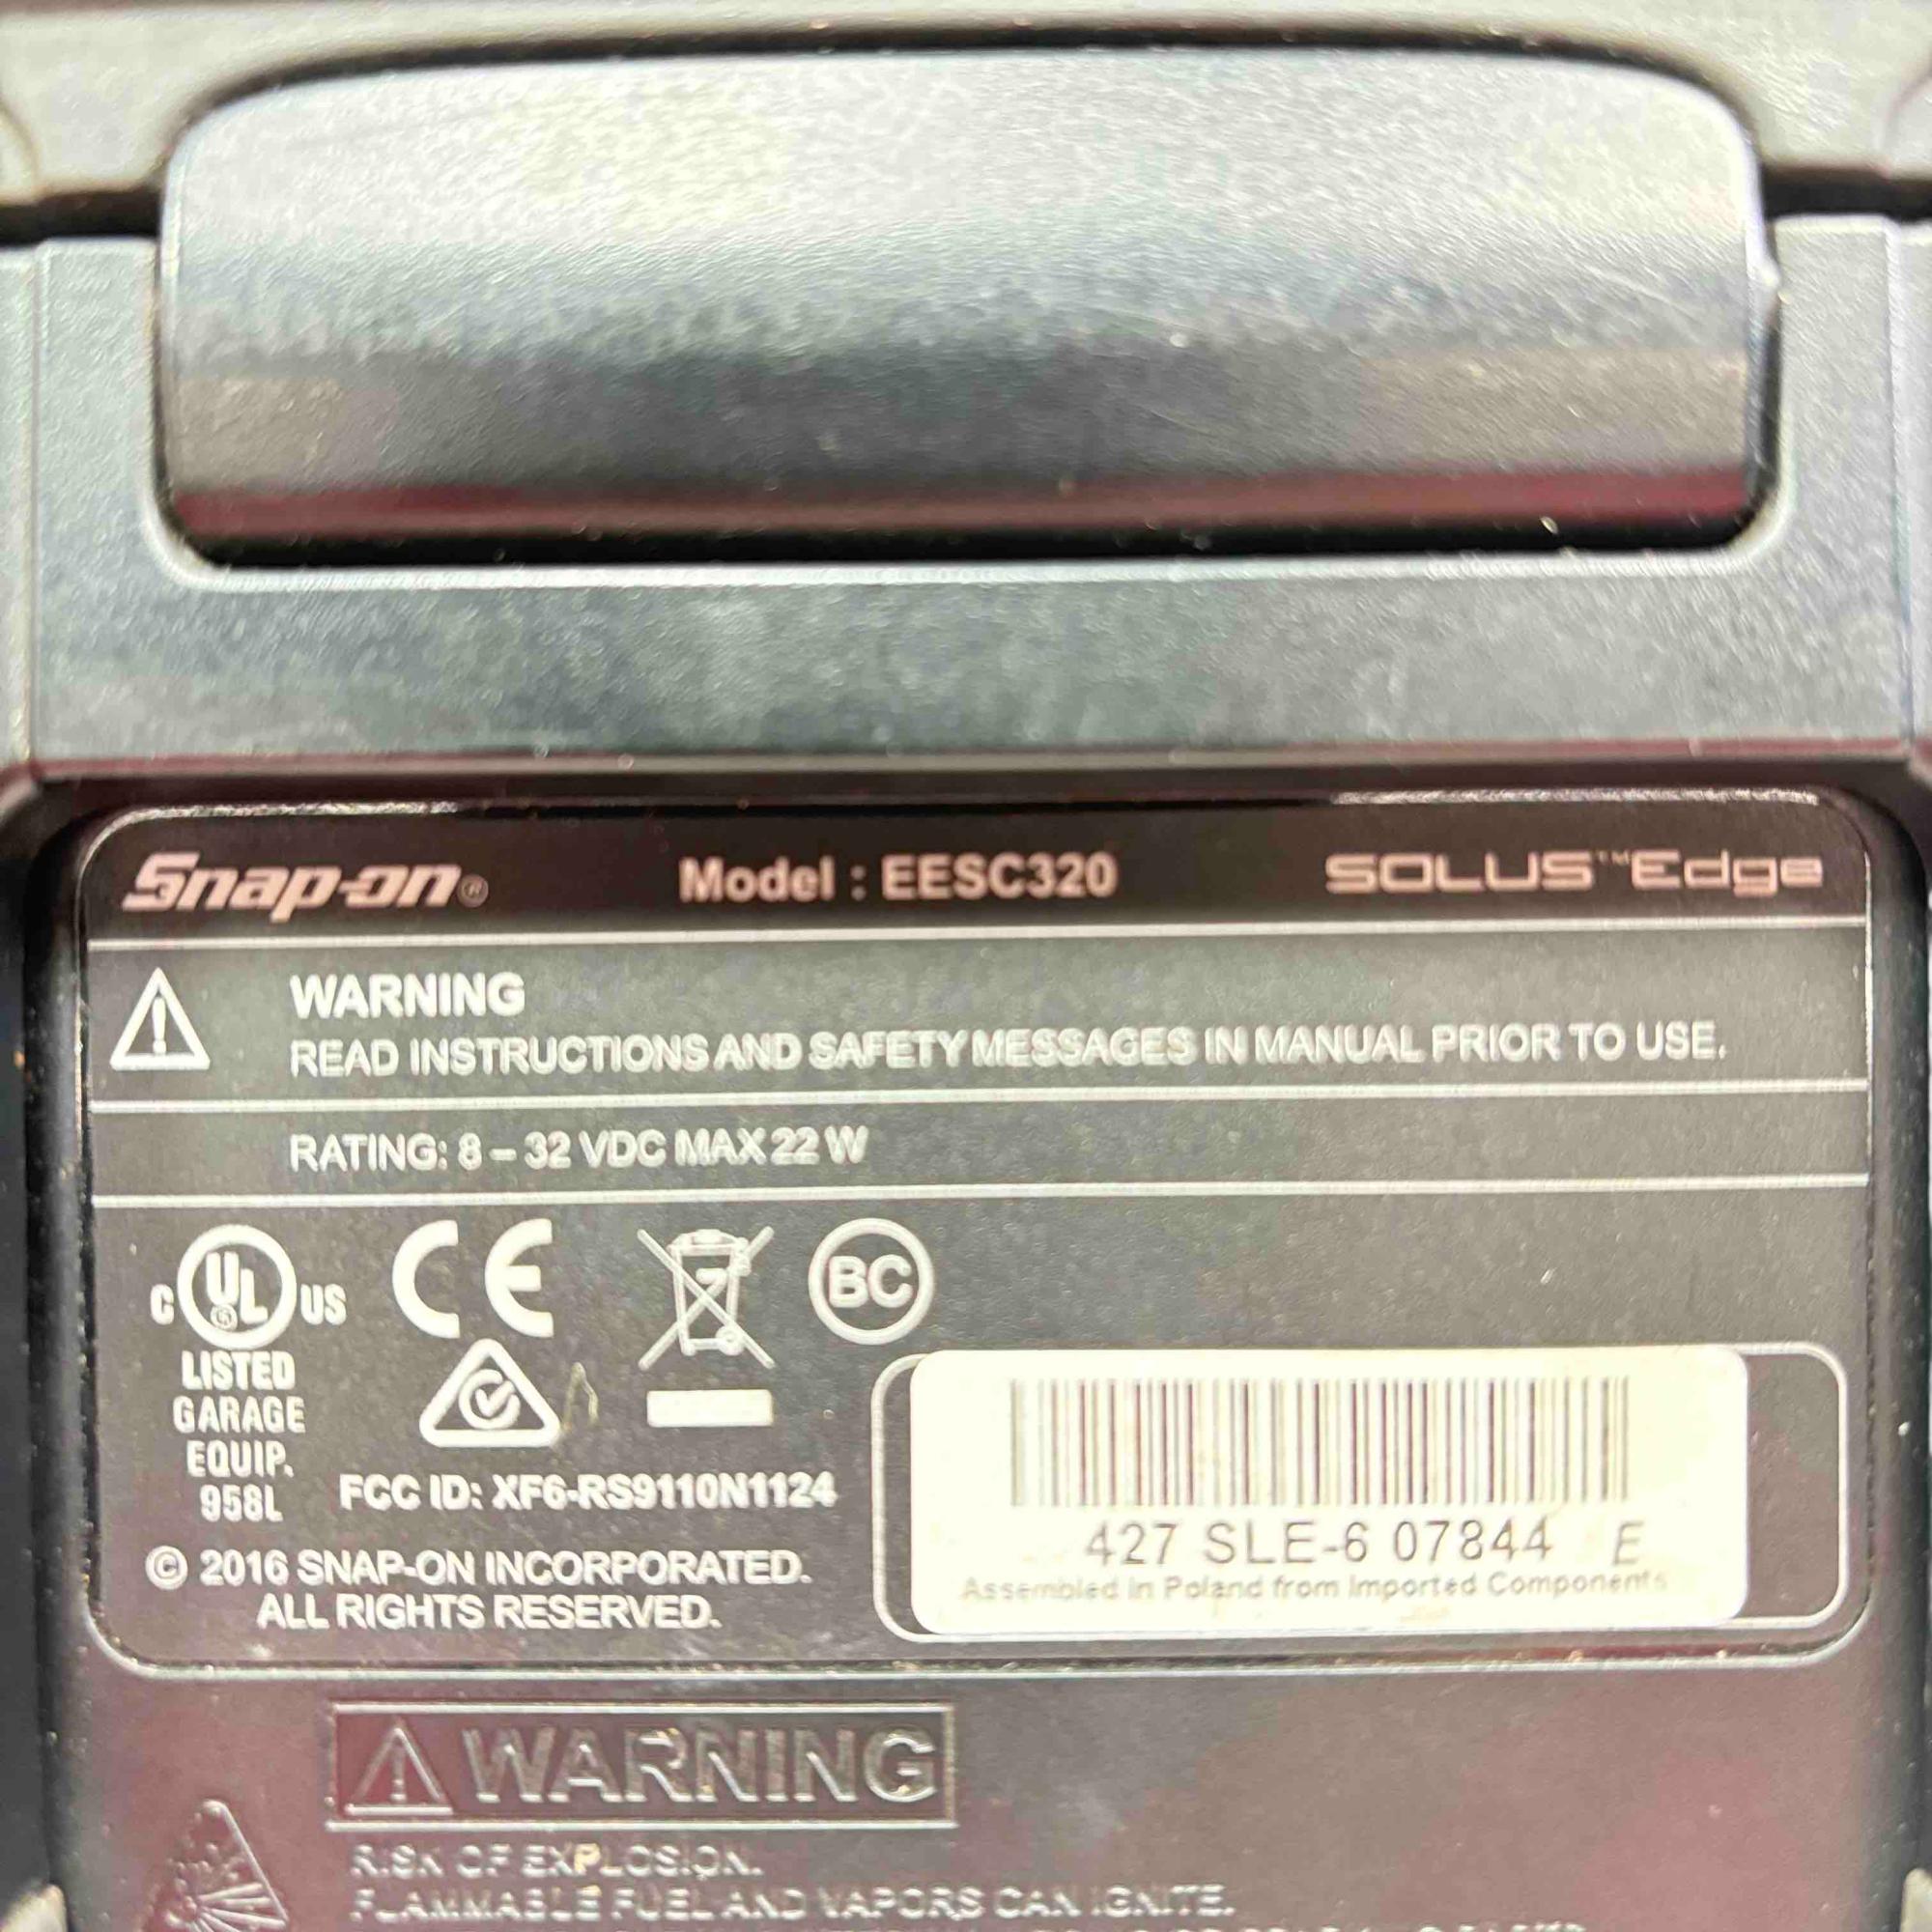 Snap-on® Model : EESC320 SOLUS™Edge
WARNING
READ INSTRUCTIONS AND SAFETY MESSAGES IN MANUAL PRIOR TO USE.
RATING: 8 – 32 VDC MAX 22 W
C UL ® US CE BC
LISTED
GARAGE
EQUIP.
958L
FCC ID: XF6-RS9110N1124
© 2016 SNAP-ON INCORPORATED.
ALL RIGHTS RESERVED.
427 SLE-6 07844 E
Assembled in Poland from Imported Components
WARNING
RISK OF EXPLOSION.
FLAMMABLE FUEL AND VAPORS CAN IGNITE.